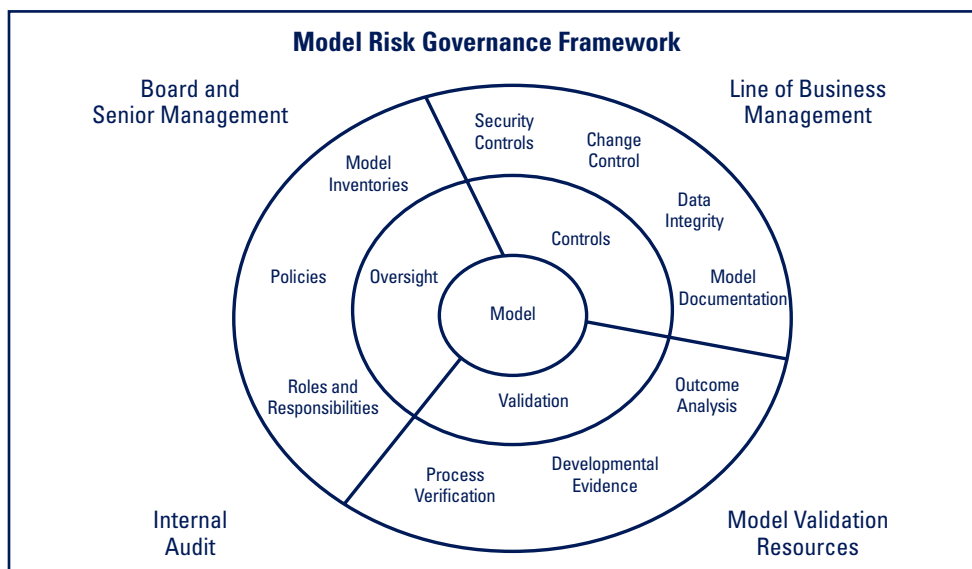 Model Risk Governance Framework
Board and
Senior Management
Line of Business
Management
Security
Controls
Change
Control
Model
Inventories
Data
Integrity
Controls
Policies
Oversight
Model
Documentation
Model
Roles and
Responsibilities
Validation
Outcome
Analysis
Process
Verification
Developmental
Evidence
Internal
Audit
Model Validation
Resources